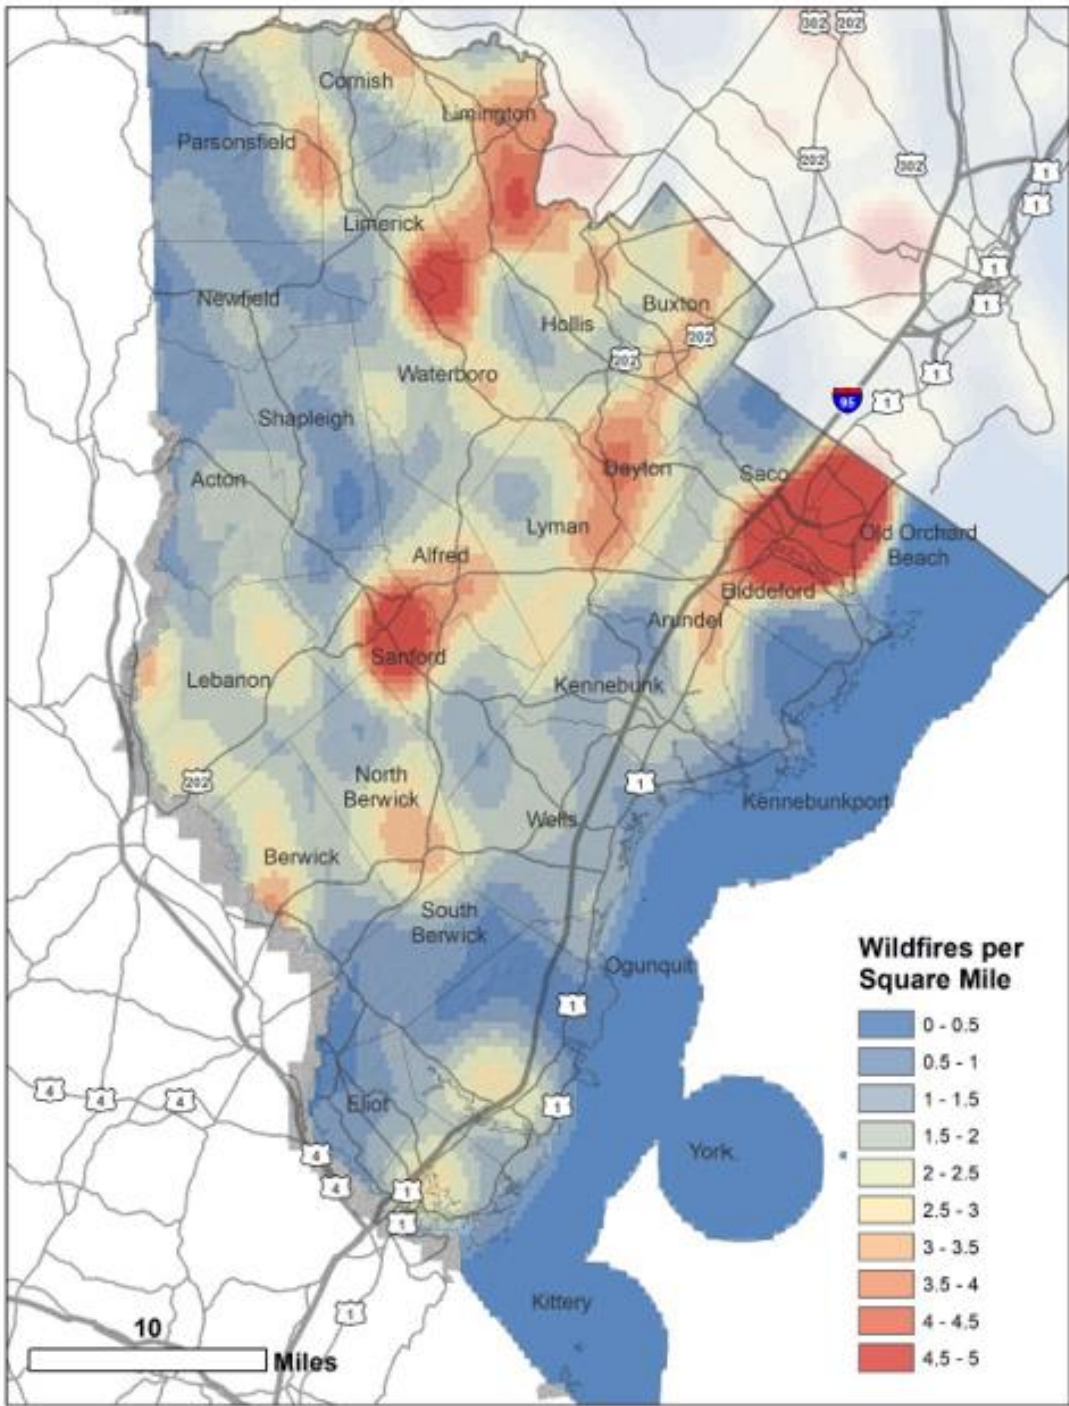 302 202
Cornish
Limington
Parsonsfield
202
302
1
1
Limerick
1
Newfield
1
Buxton
Hollis
202
202
Waterboro
1
95
1
Shapleigh
Dayton
Saco
Acton
Lyman
Old Orchard
Beach
Alfred
Biddeford
Arundel
Sanford
Lebanon
Kennebunk
202
North
Berwick
1
Kennebunkport
Wells
Berwick
South
Berwick
Ogunquit
Wildfires per
Square Mile
1
0 - 0.5
0.5 - 1
1 - 1.5
1.5 - 2
2 - 2.5
2.5 - 3
3 - 3.5
3.5 - 4
4 - 4.5
4.5 - 5
4
4
4
Eliot
1
4
York
4
1
1
Kittery
1
10
Miles